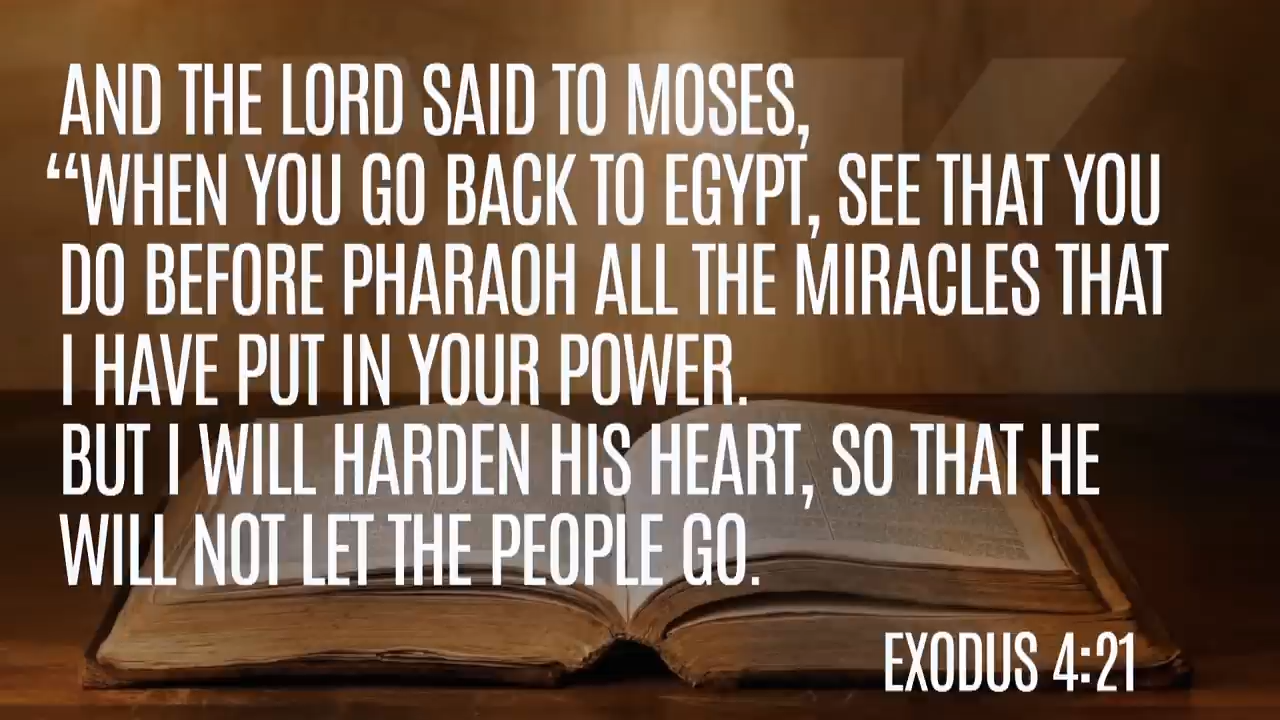 AND THE LORD SAID TO MOSES,
“WHEN YOU GO BACK TO EGYPT, SEE THAT YOU
DO BEFORE PHARAOH ALL THE MIRACLES THAT
I HAVE PUT IN YOUR POWER.
BUT I WILL HARDEN HIS HEART, SO THAT HE
WILL NOT LET THE PEOPLE GO.
EXODUS 4:21